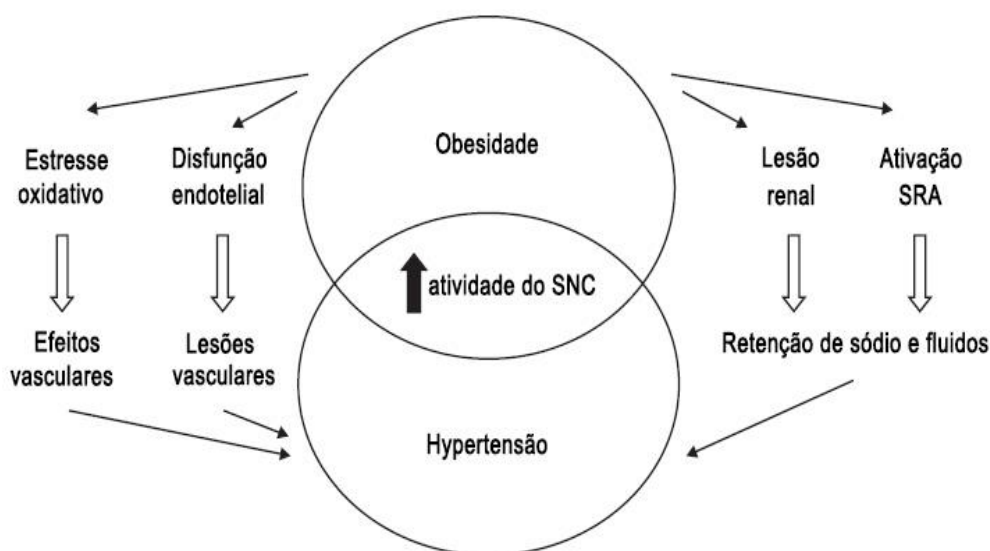 Obesidade
Estresse
oxidativo
Disfunção
endotelial
Lesão
renal
Ativação
SRA
atividade do SNC
Efeitos
vasculares
Lesões
vasculares
Retenção de sódio e fluidos
Hypertensão